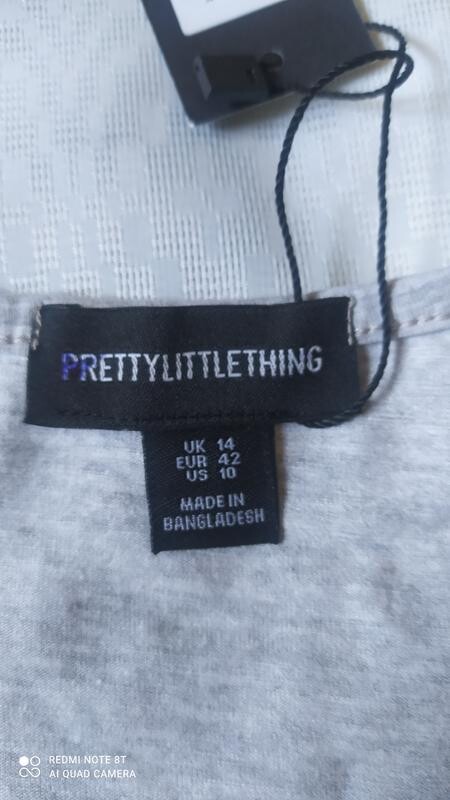 PRETTYLITTLETHING
UK 14
EUR 42
US 10
MADE IN
BANGLADESH
REDMI NOTE 8T
AI QUAD CAMERA